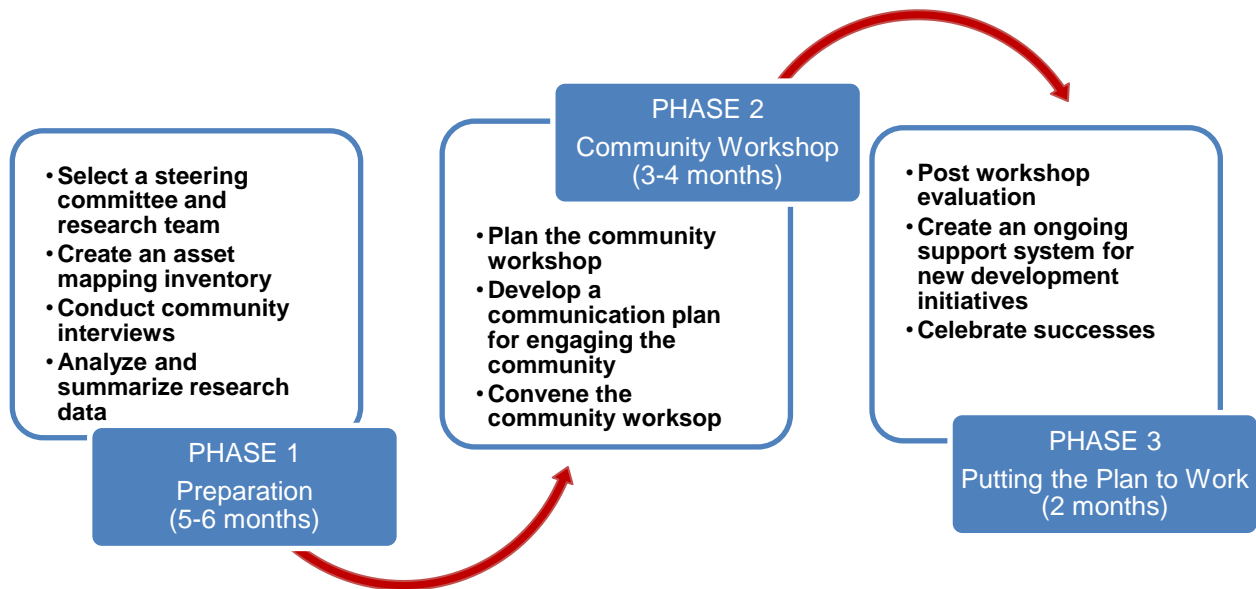 • Select a steering
committee and
research team
• Create an asset
mapping inventory
• Conduct community
interviews
• Analyze and
summarize research
data
PHASE 1
Preparation
(5-6 months)
PHASE 2
Community Workshop
(3-4 months)
• Plan the community
workshop
• Develop a
communication plan
for engaging the
community
• Convene the
community worksop
• Post workshop
evaluation
• Create an ongoing
support system for
new development
initiatives
• Celebrate successes
PHASE 3
Putting the Plan to Work
(2 months)